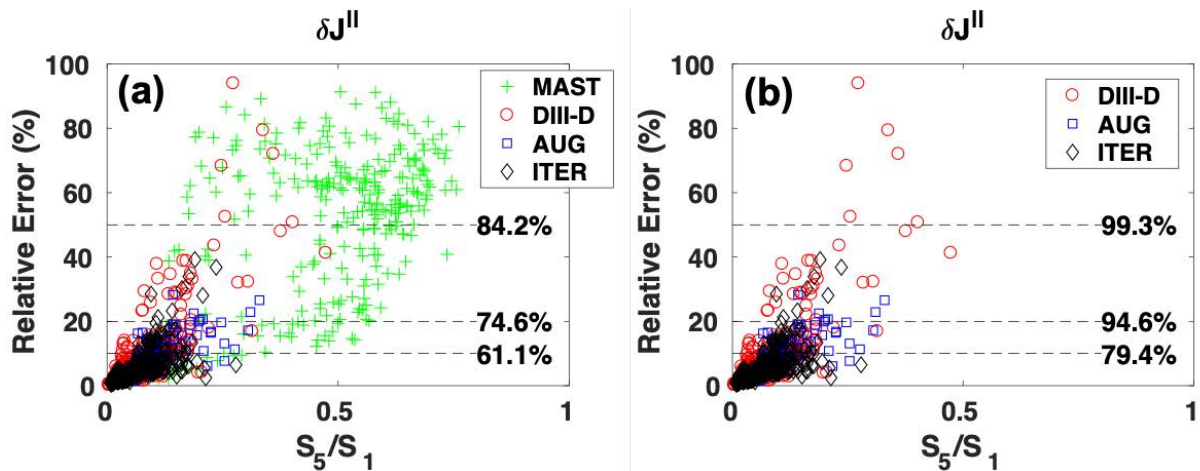 δJ^||
(a)
100
80
60
40
20
0
Relative Error (%)
MAST
DIII-D
AUG
ITER
84.2%
74.6%
61.1%
0
0.5
1
S_5/S_1
δJ^||
(b)
100
80
60
40
20
0
Relative Error (%)
DIII-D
AUG
ITER
99.3%
94.6%
79.4%
0
0.5
1
S_5/S_1